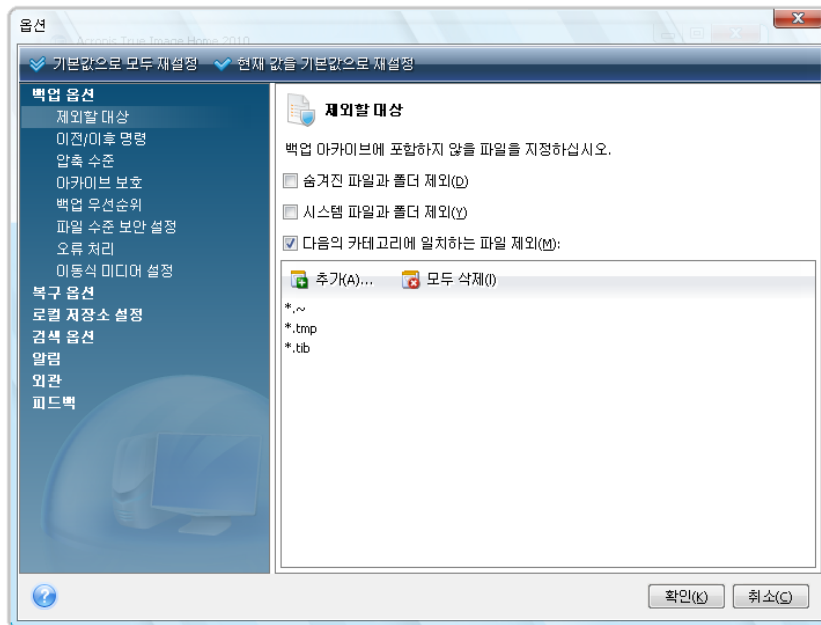 옵션
Acronis True Image Home 2010
기본값으로 모두 재설정
현재 값을 기본값으로 재설정
백업 옵션
제외할 대상
이전/이후 명령
압축 수준
아카이브 보호
백업 우선순위
파일 수준 보안 설정
오류 처리
이동식 미디어 설정
복구 옵션
로컬 저장소 설정
검색 옵션
알림
외관
피드백
제외할 대상
백업 아카이브에 포함하지 않을 파일을 지정하십시오.
숨겨진 파일과 폴더 제외(D)
시스템 파일과 폴더 제외(Y)
다음의 카테고리에 일치하는 파일 제외(M):
추가(A)... 모두 삭제(I)
*.~
*.tmp
*.tib
확인(K) 취소(C)